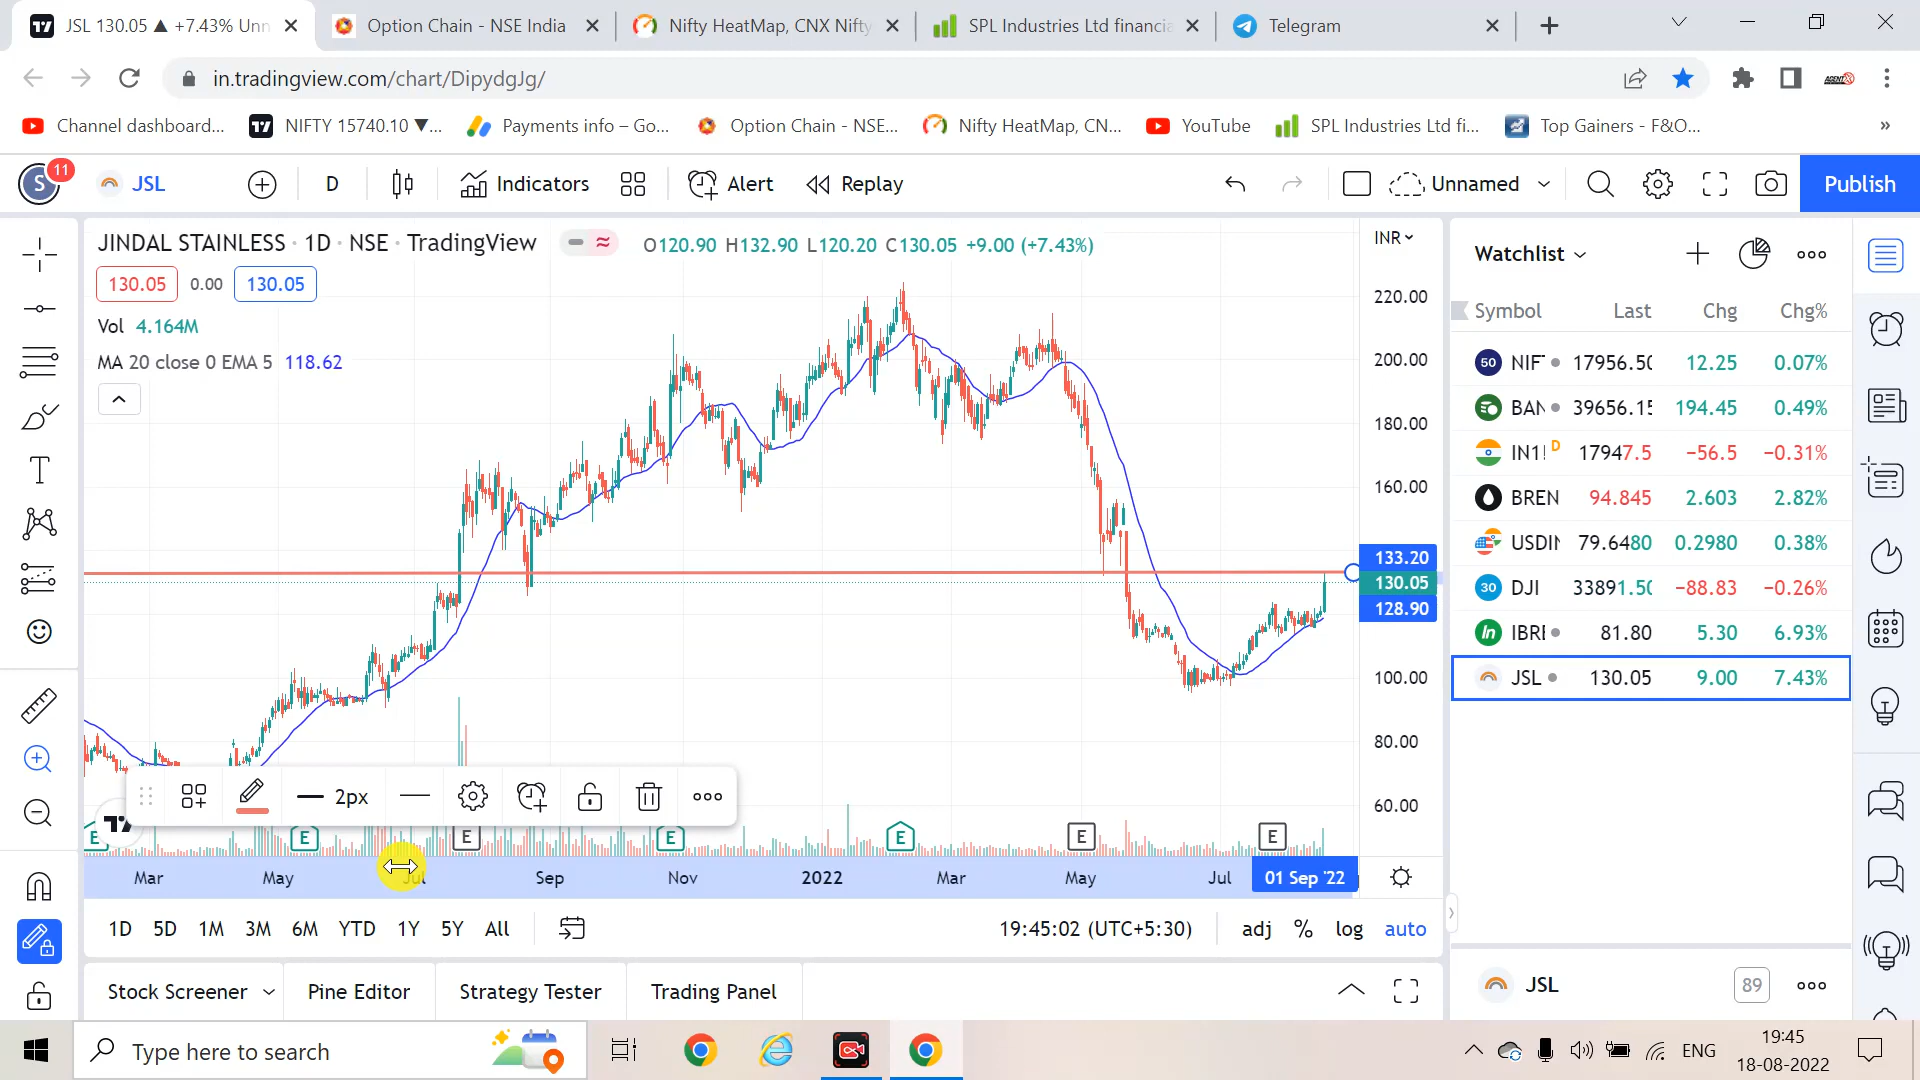 JSL 130.05 ▲ +7.43% Unn
Option Chain - NSE India
Nifty HeatMap, CNX Nifty
SPL Industries Ltd financia
Telegram
in.tradingview.com/chart/DipydgJg/
Channel dashboard...
NIFTY 15740.10 ▼...
Payments info – Go...
Option Chain - NSE...
Nifty HeatMap, CN...
YouTube
SPL Industries Ltd fi...
Top Gainers - F&O...
»
S 11
JSL
D
Indicators
Alert
Replay
Unnamed
Publish
JINDAL STAINLESS · 1D · NSE · TradingView
O120.90 H132.90 L120.20 C130.05 +9.00 (+7.43%)
INR
130.05 0.00 130.05
Vol 4.164M
MA 20 close 0 EMA 5 118.62
220.00
200.00
180.00
160.00
133.20
130.05
128.90
100.00
80.00
60.00
2px
E E E E E E E
Mar May Jul Sep Nov 2022 Mar May Jul 01 Sep '22
1D 5D 1M 3M 6M YTD 1Y 5Y All
19:45:02 (UTC+5:30)
adj % log auto
Stock Screener
Pine Editor
Strategy Tester
Trading Panel
Watchlist
Symbol Last Chg Chg%
50 NIF 17956.50 12.25 0.07%
BAN 39656.15 194.45 0.49%
IN1! D 17947.5 −56.5 −0.31%
BREN 94.845 2.603 2.82%
USDIN 79.6480 0.2980 0.38%
30 DJI 33891.50 −88.83 −0.26%
In IBRE 81.80 5.30 6.93%
JSL 130.05 9.00 7.43%
JSL 89
Type here to search
ENG
19:45
18-08-2022